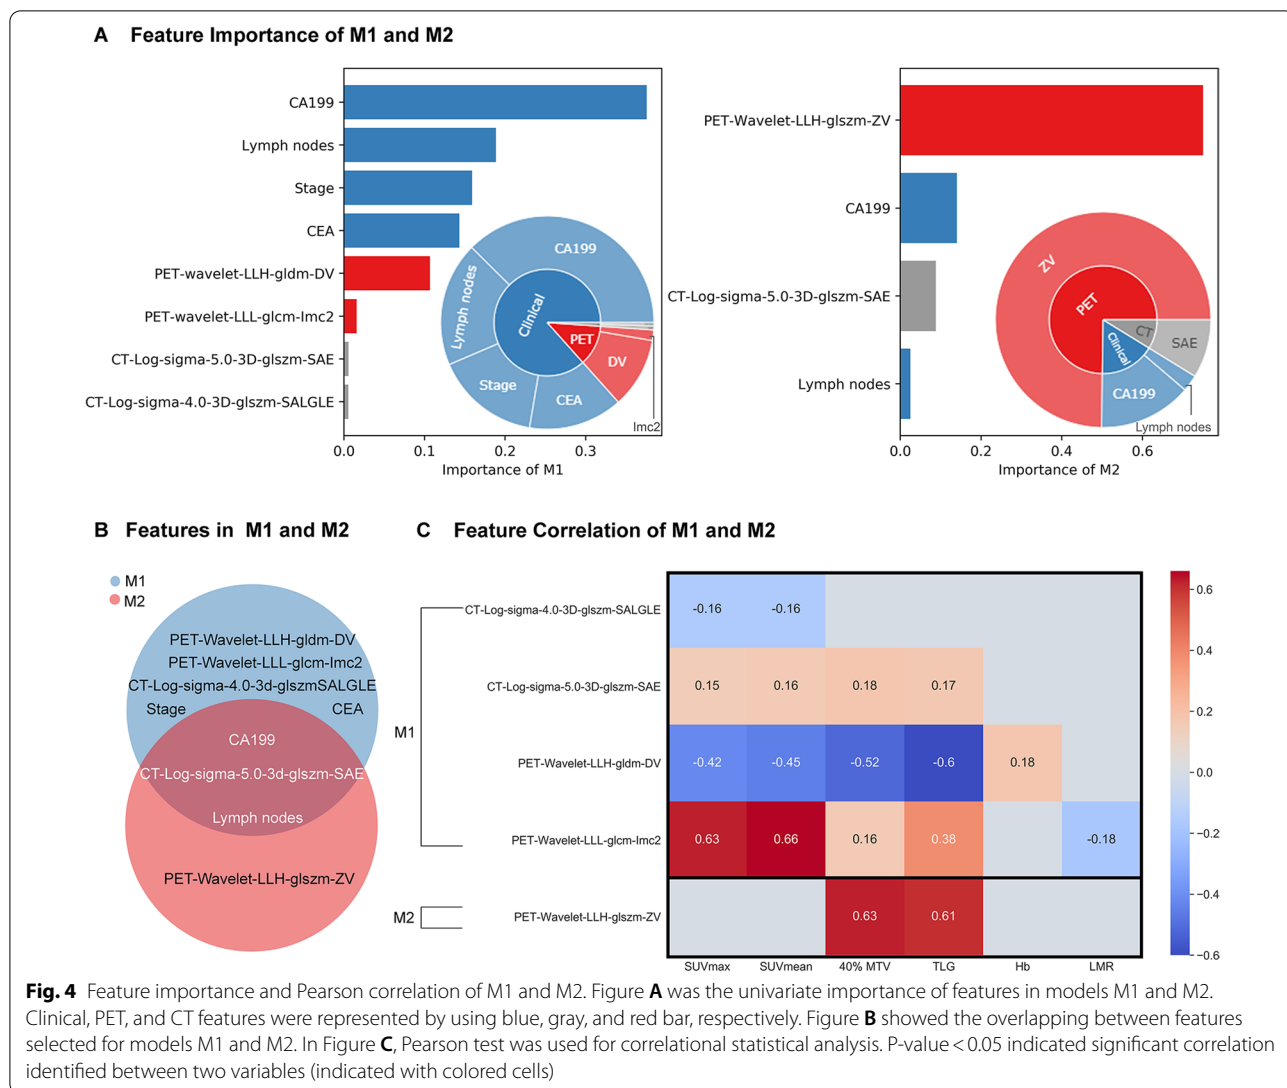 A Feature Importance of M1 and M2
CA199
Lymph nodes
Stage
CEA
PET-wavelet-LLH-gldm-DV
PET-wavelet-LLL-glcm-Imc2
CT-Log-sigma-5.0-3D-glszm-SAE
CT-Log-sigma-4.0-3D-glszm-SALGLE
0.0 0.1 0.2 0.3
Importance of M1
CA199
Lymph nodes
Clinical
PET
DV
Stage
CEA
Imc2
PET-Wavelet-LLH-glszm-ZV
CA199
CT-Log-sigma-5.0-3D-glszm-SAE
Lymph nodes
0.0 0.2 0.4 0.6
Importance of M2
ZV
PET
CT
SAE
Clinical
CA199
Lymph nodes
B Features in M1 and M2
M1
M2
PET-Wavelet-LLH-gldm-DV
PET-Wavelet-LLL-glcm-Imc2
CT-Log-sigma-4.0-3d-glszmSALGLE
Stage CEA
CA199
CT-Log-sigma-5.0-3d-glszm-SAE
Lymph nodes
PET-Wavelet-LLH-glszm-ZV
C Feature Correlation of M1 and M2
M1
M2
CT-Log-sigma-4.0-3D-glszm-SALGLE -0.16 -0.16
CT-Log-sigma-5.0-3D-glszm-SAE 0.15 0.16 0.18 0.17
PET-Wavelet-LLH-gldm-DV -0.42 -0.45 -0.52 -0.6 0.18
PET-Wavelet-LLL-glcm-Imc2 0.63 0.66 0.16 0.38 -0.18
PET-Wavelet-LLH-glszm-ZV 0.63 0.61
SUVmax SUVmean 40% MTV TLG Hb LMR
0.6
0.4
0.2
0.0
-0.2
-0.4
-0.6
Fig. 4 Feature importance and Pearson correlation of M1 and M2. Figure A was the univariate importance of features in models M1 and M2.
Clinical, PET, and CT features were represented by using blue, gray, and red bar, respectively. Figure B showed the overlapping between features
selected for models M1 and M2. In Figure C, Pearson test was used for correlational statistical analysis. P-value < 0.05 indicated significant correlation
identified between two variables (indicated with colored cells)